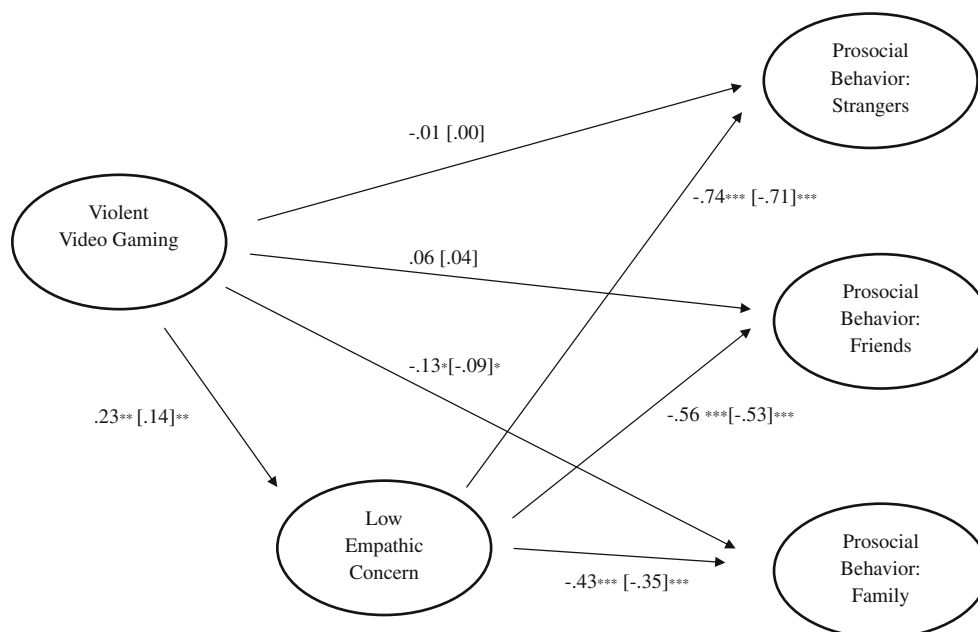 Prosocial
Behavior:
Strangers
-.01 [.00]
-.74*** [-.71]***
Violent
Video Gaming
.06 [.04]
Prosocial
Behavior:
Friends
-.13*[-.09]*
.23** [.14]**
-.56 ***[-.53]***
Low
Empathic
Concern
Prosocial
Behavior:
Family
-.43*** [-.35]***